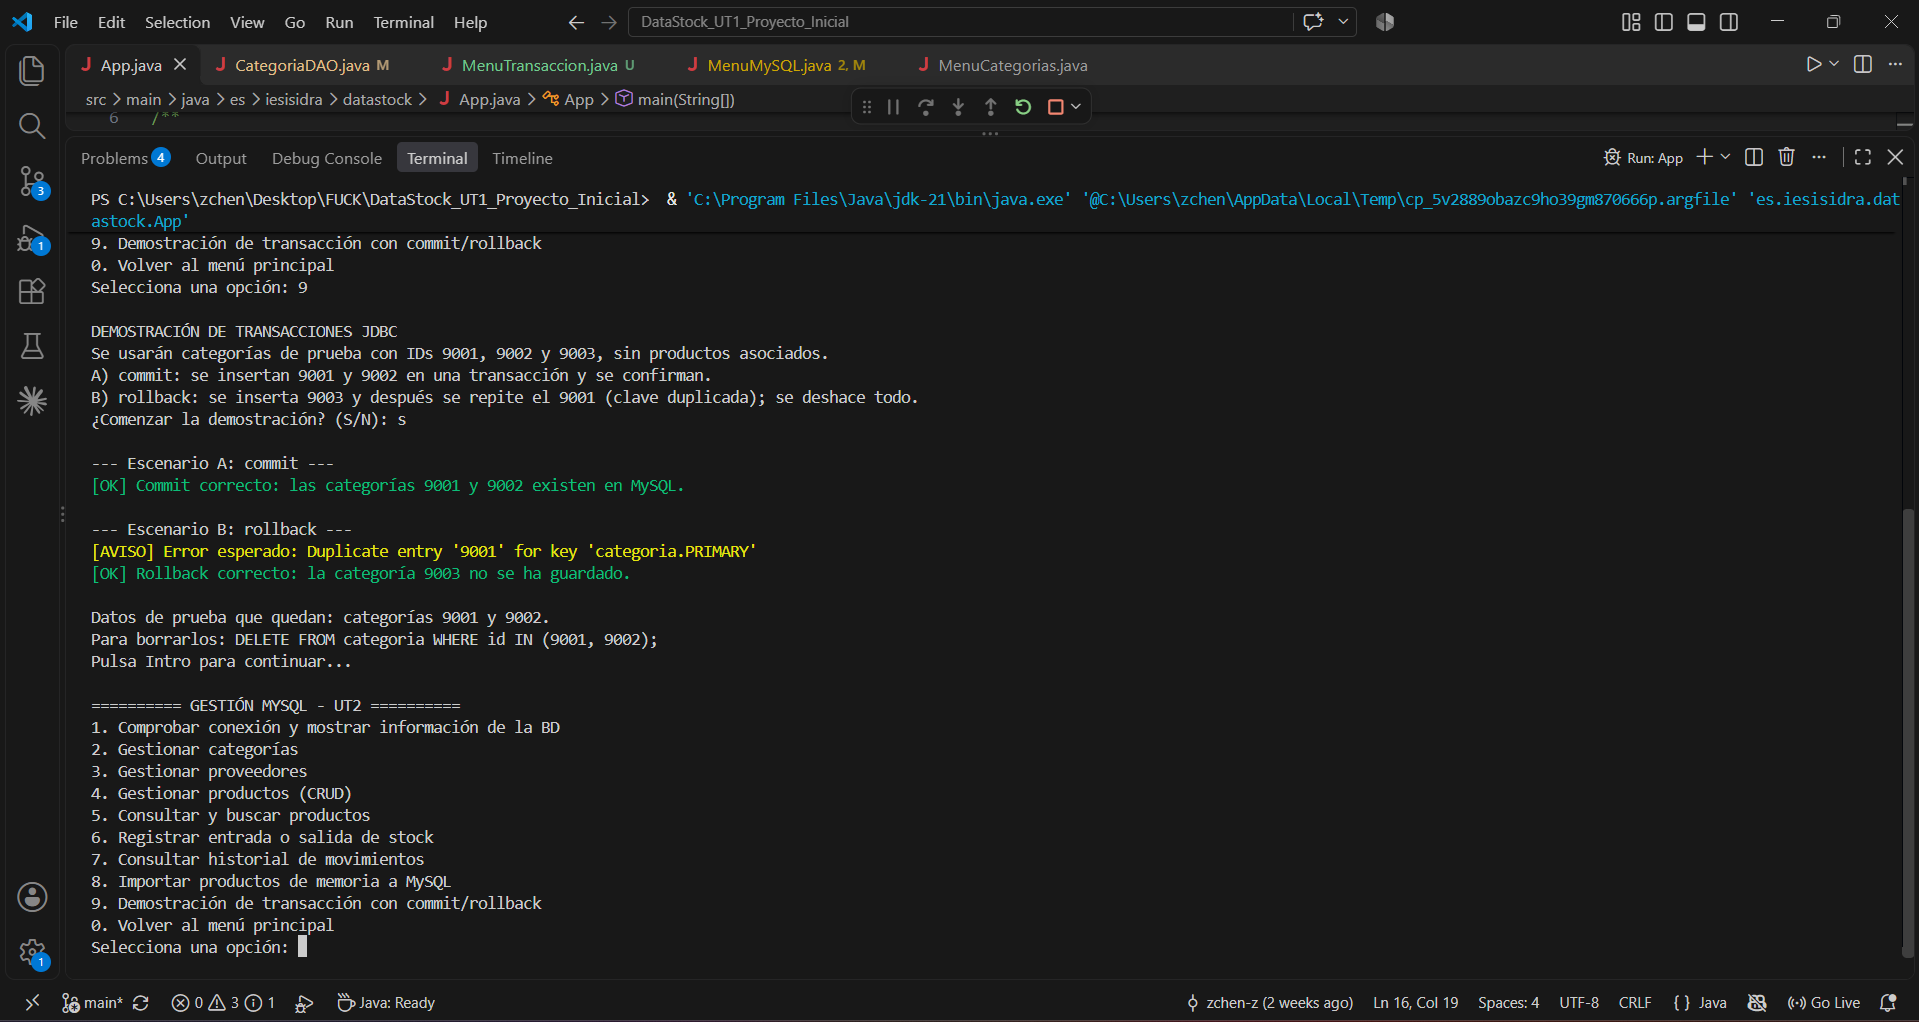 File Edit Selection View Go Run Terminal Help
DataStock_UT1_Proyecto_Inicial
App.java
CategoriaDAO.java M
MenuTransaccion.java U
MenuMySQL.java 2, M
MenuCategorias.java
src > main > java > es > iesisidra > datastock > App.java > App > main(String[])
6 /**
Problems 4 Output Debug Console Terminal Timeline
Run: App
PS C:\Users\zchen\Desktop\FUCK\DataStock_UT1_Proyecto_Inicial> & 'C:\Program Files\Java\jdk-21\bin\java.exe' '@C:\Users\zchen\AppData\Local\Temp\cp_5v2889obazc9ho39gm870666p.argfile' 'es.iesisidra.dat
astock.App'
9. Demostración de transacción con commit/rollback
0. Volver al menú principal
Selecciona una opción: 9
DEMOSTRACIÓN DE TRANSACCIONES JDBC
Se usarán categorías de prueba con IDs 9001, 9002 y 9003, sin productos asociados.
A) commit: se insertan 9001 y 9002 en una transacción y se confirman.
B) rollback: se inserta 9003 y después se repite el 9001 (clave duplicada); se deshace todo.
¿Comenzar la demostración? (S/N): s
--- Escenario A: commit ---
[OK] Commit correcto: las categorías 9001 y 9002 existen en MySQL.
--- Escenario B: rollback ---
[AVISO] Error esperado: Duplicate entry '9001' for key 'categoria.PRIMARY'
[OK] Rollback correcto: la categoría 9003 no se ha guardado.
Datos de prueba que quedan: categorías 9001 y 9002.
Para borrarlos: DELETE FROM categoria WHERE id IN (9001, 9002);
Pulsa Intro para continuar...
========== GESTIÓN MYSQL - UT2 ==========
1. Comprobar conexión y mostrar información de la BD
2. Gestionar categorías
3. Gestionar proveedores
4. Gestionar productos (CRUD)
5. Consultar y buscar productos
6. Registrar entrada o salida de stock
7. Consultar historial de movimientos
8. Importar productos de memoria a MySQL
9. Demostración de transacción con commit/rollback
0. Volver al menú principal
Selecciona una opción:
3
1
1
main* 0 3 1 Java: Ready
zchen-z (2 weeks ago) Ln 16, Col 19 Spaces: 4 UTF-8 CRLF {} Java Go Live